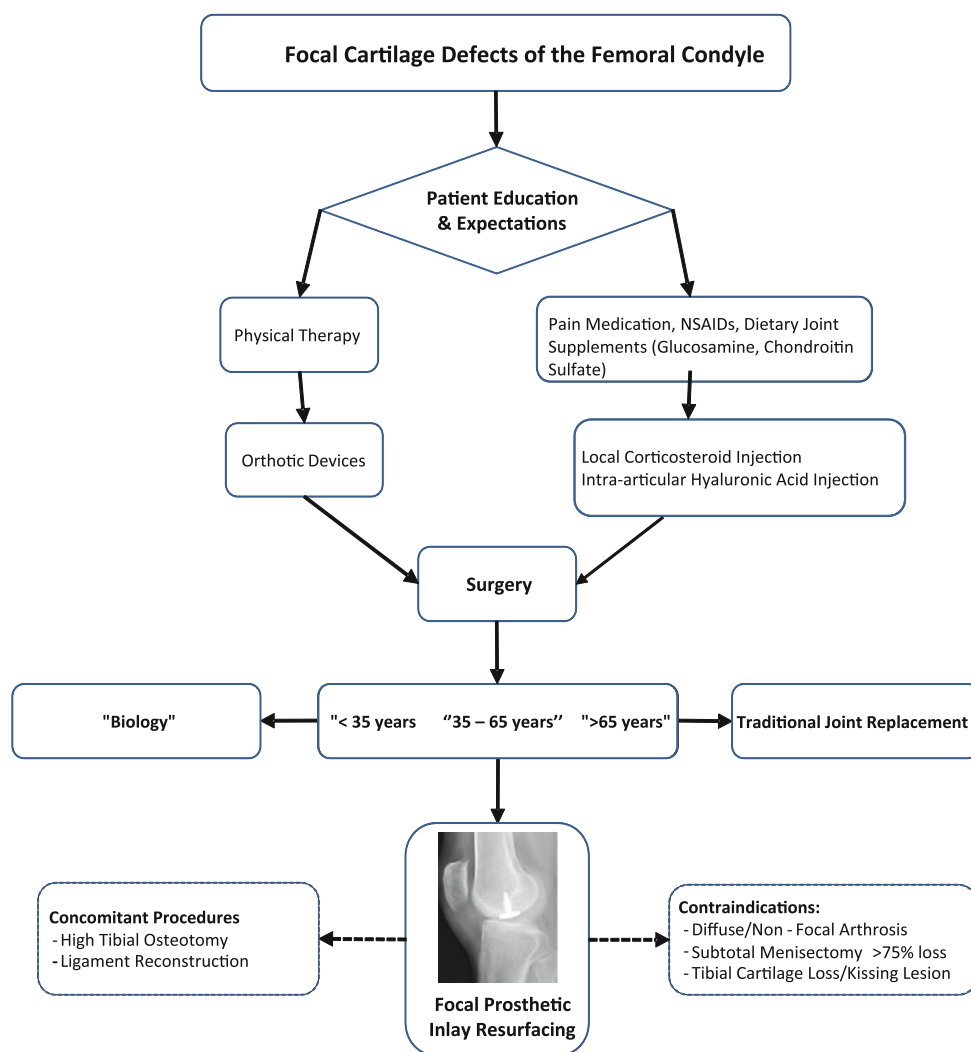 Focal Cartilage Defects of the Femoral Condyle
Patient Education
& Expectations
Physical Therapy
Pain Medication, NSAIDs, Dietary Joint
Supplements (Glucosamine, Chondroitin
Sulfate)
Orthotic Devices
Local Corticosteroid Injection
Intra-articular Hyaluronic Acid Injection
Surgery
"Biology"
"< 35 years ‘’35 – 65 years’’ ">65 years"
Traditional Joint Replacement
Concomitant Procedures
- High Tibial Osteotomy
- Ligament Reconstruction
Contraindications:
- Diffuse/Non - Focal Arthrosis
- Subtotal Menisectomy >75% loss
- Tibial Cartilage Loss/Kissing Lesion
Focal Prosthetic
Inlay Resurfacing